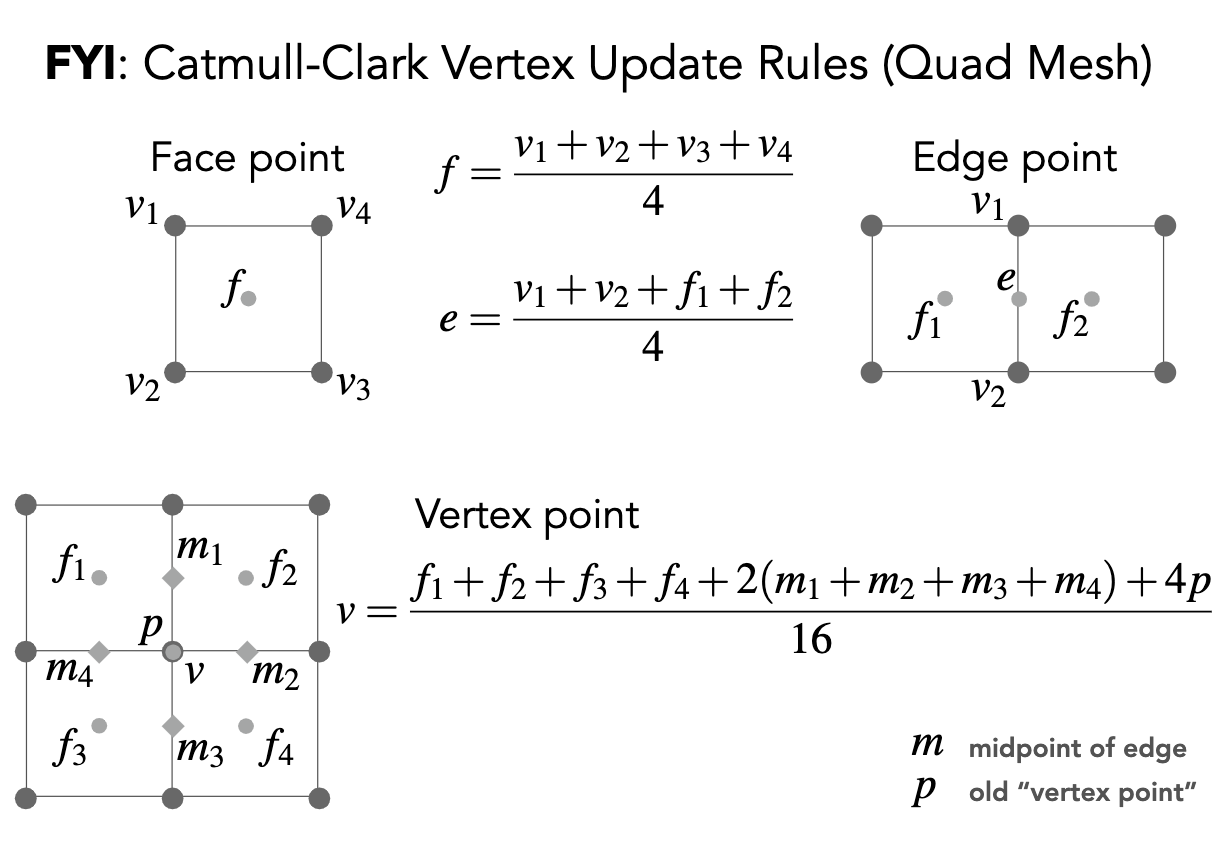 FYI: Catmull-Clark Vertex Update Rules (Quad Mesh)
Face point
v₁ v₄
f
v₂ v₃
f = (v₁ + v₂ + v₃ + v₄) / 4
e = (v₁ + v₂ + f₁ + f₂) / 4
Edge point
v₁
e
f₁ f₂
v₂
f₁ m₁ f₂
p
m₄ v m₂
f₃ m₃ f₄
Vertex point
v = (f₁ + f₂ + f₃ + f₄ + 2(m₁ + m₂ + m₃ + m₄) + 4p) / 16
m midpoint of edge
p old “vertex point”